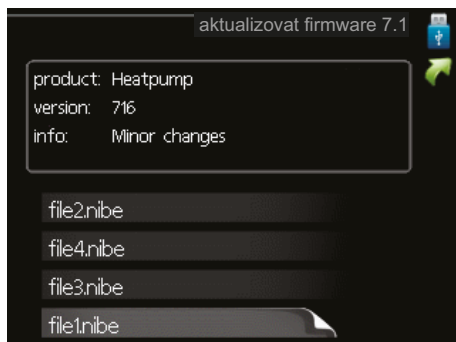 aktualizovat firmware 7.1
product: Heatpump
version: 716
info: Minor changes
file2.nibe
file4.nibe
file3.nibe
file1.nibe